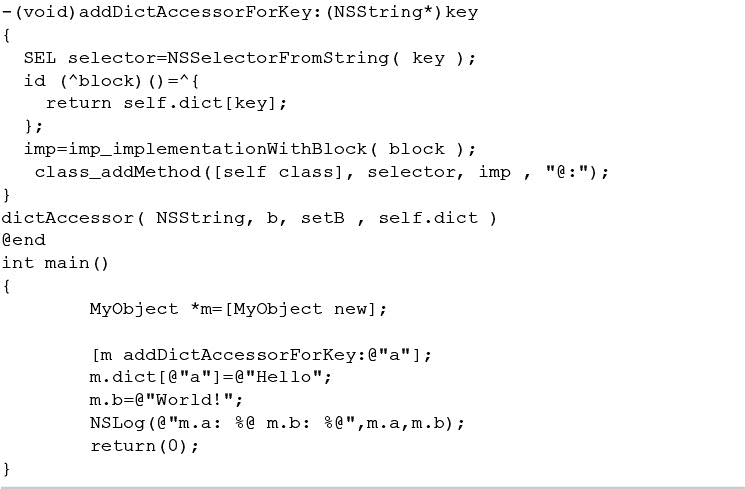 -(void)addDictAccessorForKey:(NSString*)key
{
  SEL selector=NSSelectorFromString( key );
  id (^block)()=^{
    return self.dict[key];
  };
  imp=imp_implementationWithBlock( block );
   class_addMethod([self class], selector, imp , "@:");
}
dictAccessor( NSString, b, setB , self.dict )
@end
int main()
{
        MyObject *m=[MyObject new];

        [m addDictAccessorForKey:@"a"];
        m.dict[@"a"]=@"Hello";
        m.b=@"World!";
        NSLog(@"m.a: %@ m.b: %@",m.a,m.b);
        return(0);
}